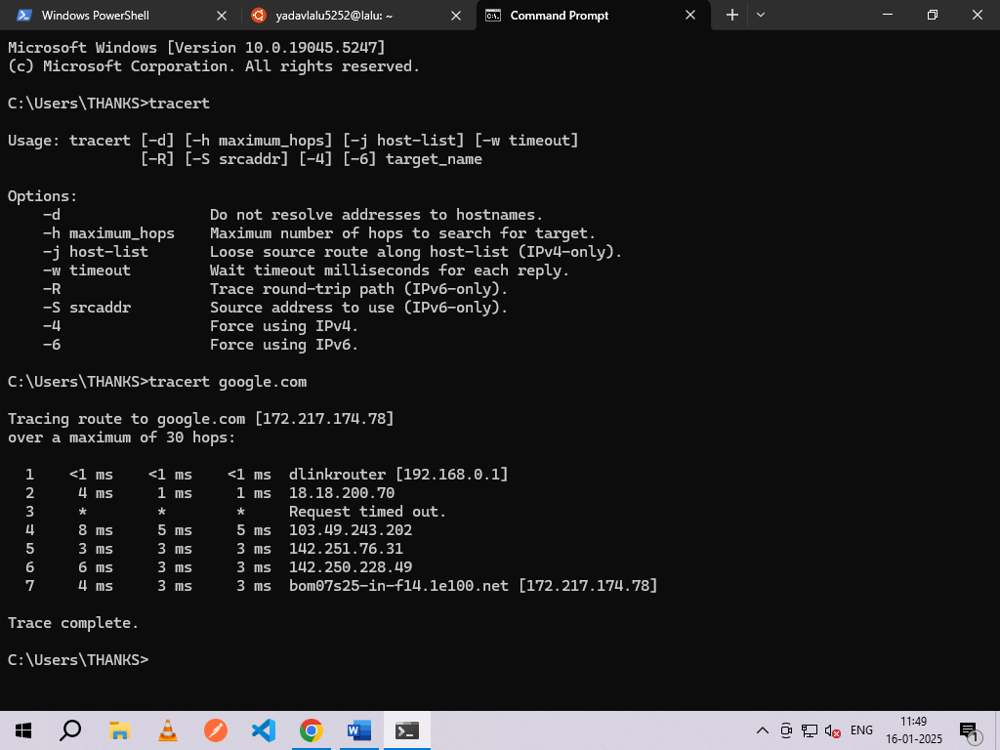 Windows PowerShell
yadavlalu5252@lalu: ~
Command Prompt
Microsoft Windows [Version 10.0.19045.5247]
(c) Microsoft Corporation. All rights reserved.
C:\Users\THANKS>tracert
Usage: tracert [-d] [-h maximum_hops] [-j host-list] [-w timeout]
               [-R] [-S srcaddr] [-4] [-6] target_name
Options:
    -d                 Do not resolve addresses to hostnames.
    -h maximum_hops    Maximum number of hops to search for target.
    -j host-list       Loose source route along host-list (IPv4-only).
    -w timeout         Wait timeout milliseconds for each reply.
    -R                 Trace round-trip path (IPv6-only).
    -S srcaddr         Source address to use (IPv6-only).
    -4                 Force using IPv4.
    -6                 Force using IPv6.
C:\Users\THANKS>tracert google.com
Tracing route to google.com [172.217.174.78]
over a maximum of 30 hops:
  1    <1 ms    <1 ms    <1 ms  dlinkrouter [192.168.0.1]
  2     4 ms     1 ms     1 ms  18.18.200.70
  3     *        *        *     Request timed out.
  4     8 ms     5 ms     5 ms  103.49.243.202
  5     3 ms     3 ms     3 ms  142.251.76.31
  6     6 ms     3 ms     3 ms  142.250.228.49
  7     4 ms     3 ms     3 ms  bom07s25-in-f14.1e100.net [172.217.174.78]
Trace complete.
C:\Users\THANKS>
ENG
11:49
16-01-2025
1